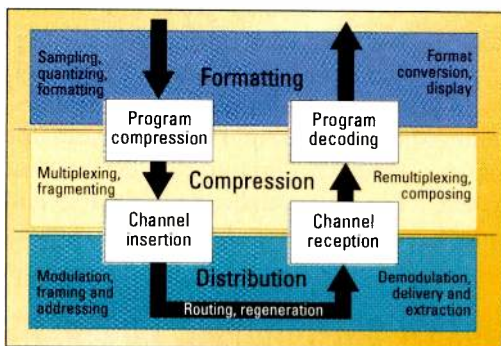 Sampling,
quantizing,
formatting
Formatting
Format
conversion,
display
Program
compression
Program
decoding
Multiplexing,
fragmenting
Compression
Remultiplexing,
composing
Channel
insertion
Channel
reception
Modulation,
framing and
addressing
Distribution
Demodulation,
delivery and
extraction
Routing, regeneration